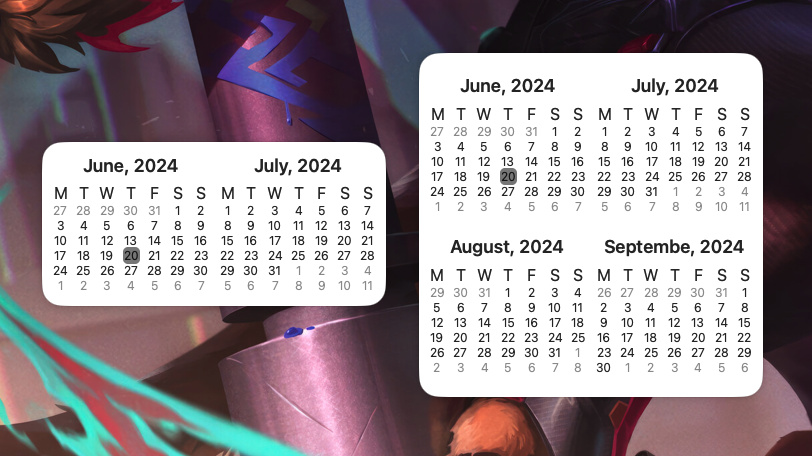 June, 2024
M T W T F S S
27 28 29 30 31 1 2
3 4 5 6 7 8 9
10 11 12 13 14 15 16
17 18 19 20 21 22 23
24 25 26 27 28 29 30
1 2 3 4 5 6 7
July, 2024
M T W T F S S
1 2 3 4 5 6 7
8 9 10 11 12 13 14
15 16 17 18 19 20 21
22 23 24 25 26 27 28
29 30 31 1 2 3 4
5 6 7 8 9 10 11
June, 2024
M T W T F S S
27 28 29 30 31 1 2
3 4 5 6 7 8 9
10 11 12 13 14 15 16
17 18 19 20 21 22 23
24 25 26 27 28 29 30
1 2 3 4 5 6 7
July, 2024
M T W T F S S
1 2 3 4 5 6 7
8 9 10 11 12 13 14
15 16 17 18 19 20 21
22 23 24 25 26 27 28
29 30 31 1 2 3 4
5 6 7 8 9 10 11
August, 2024
M T W T F S S
29 30 31 1 2 3 4
5 6 7 8 9 10 11
12 13 14 15 16 17 18
19 20 21 22 23 24 25
26 27 28 29 30 31 1
2 3 4 5 6 7 8
Septembe, 2024
M T W T F S S
26 27 28 29 30 31 1
2 3 4 5 6 7 8
9 10 11 12 13 14 15
16 17 18 19 20 21 22
23 24 25 26 27 28 29
30 1 2 3 4 5 6